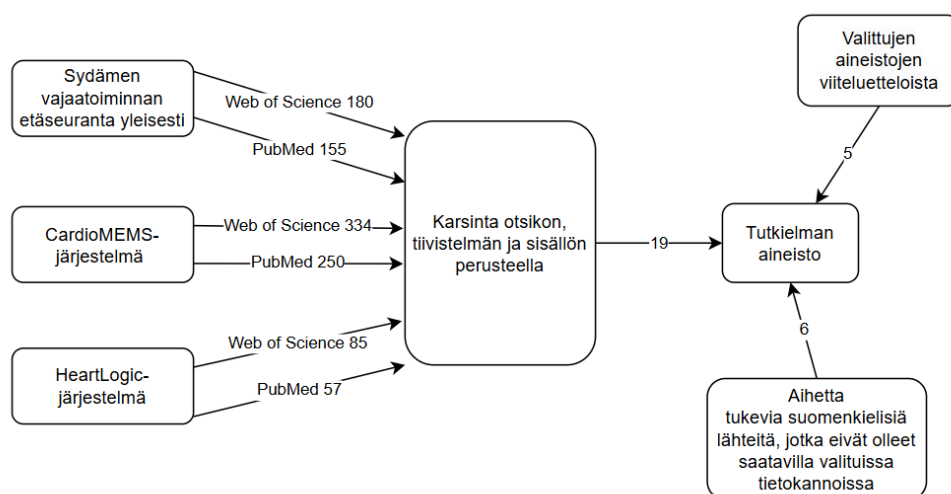 Sydämen
vajaatoiminnan
etäseuranta yleisesti
Web of Science 180
PubMed 155
CardioMEMS-
järjestelmä
Web of Science 334
PubMed 250
HeartLogic-
järjestelmä
Web of Science 85
PubMed 57
Karsinta otsikon,
tiivistelmän ja sisällön
perusteella
19
Valittujen
aineistojen
viiteluetteloista
5
Tutkielman
aineisto
6
Aihetta
tukevia suomenkielisiä
lähteitä, jotka eivät olleet
saatavilla valituissa
tietokannoissa